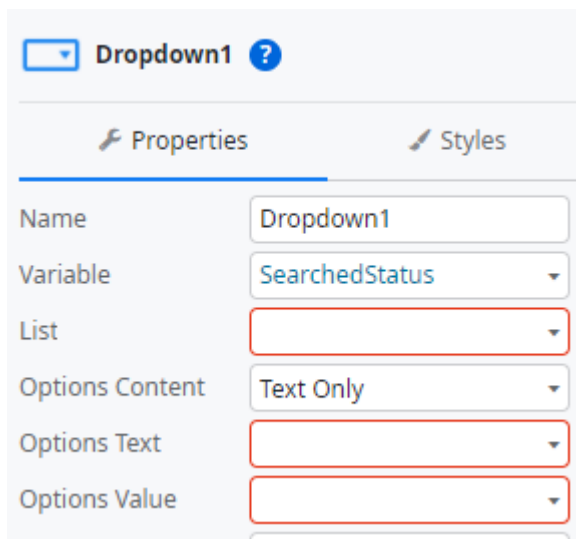 Dropdown1 ?
Properties Styles
Name Dropdown1
Variable SearchedStatus
List
Options Content Text Only
Options Text
Options Value